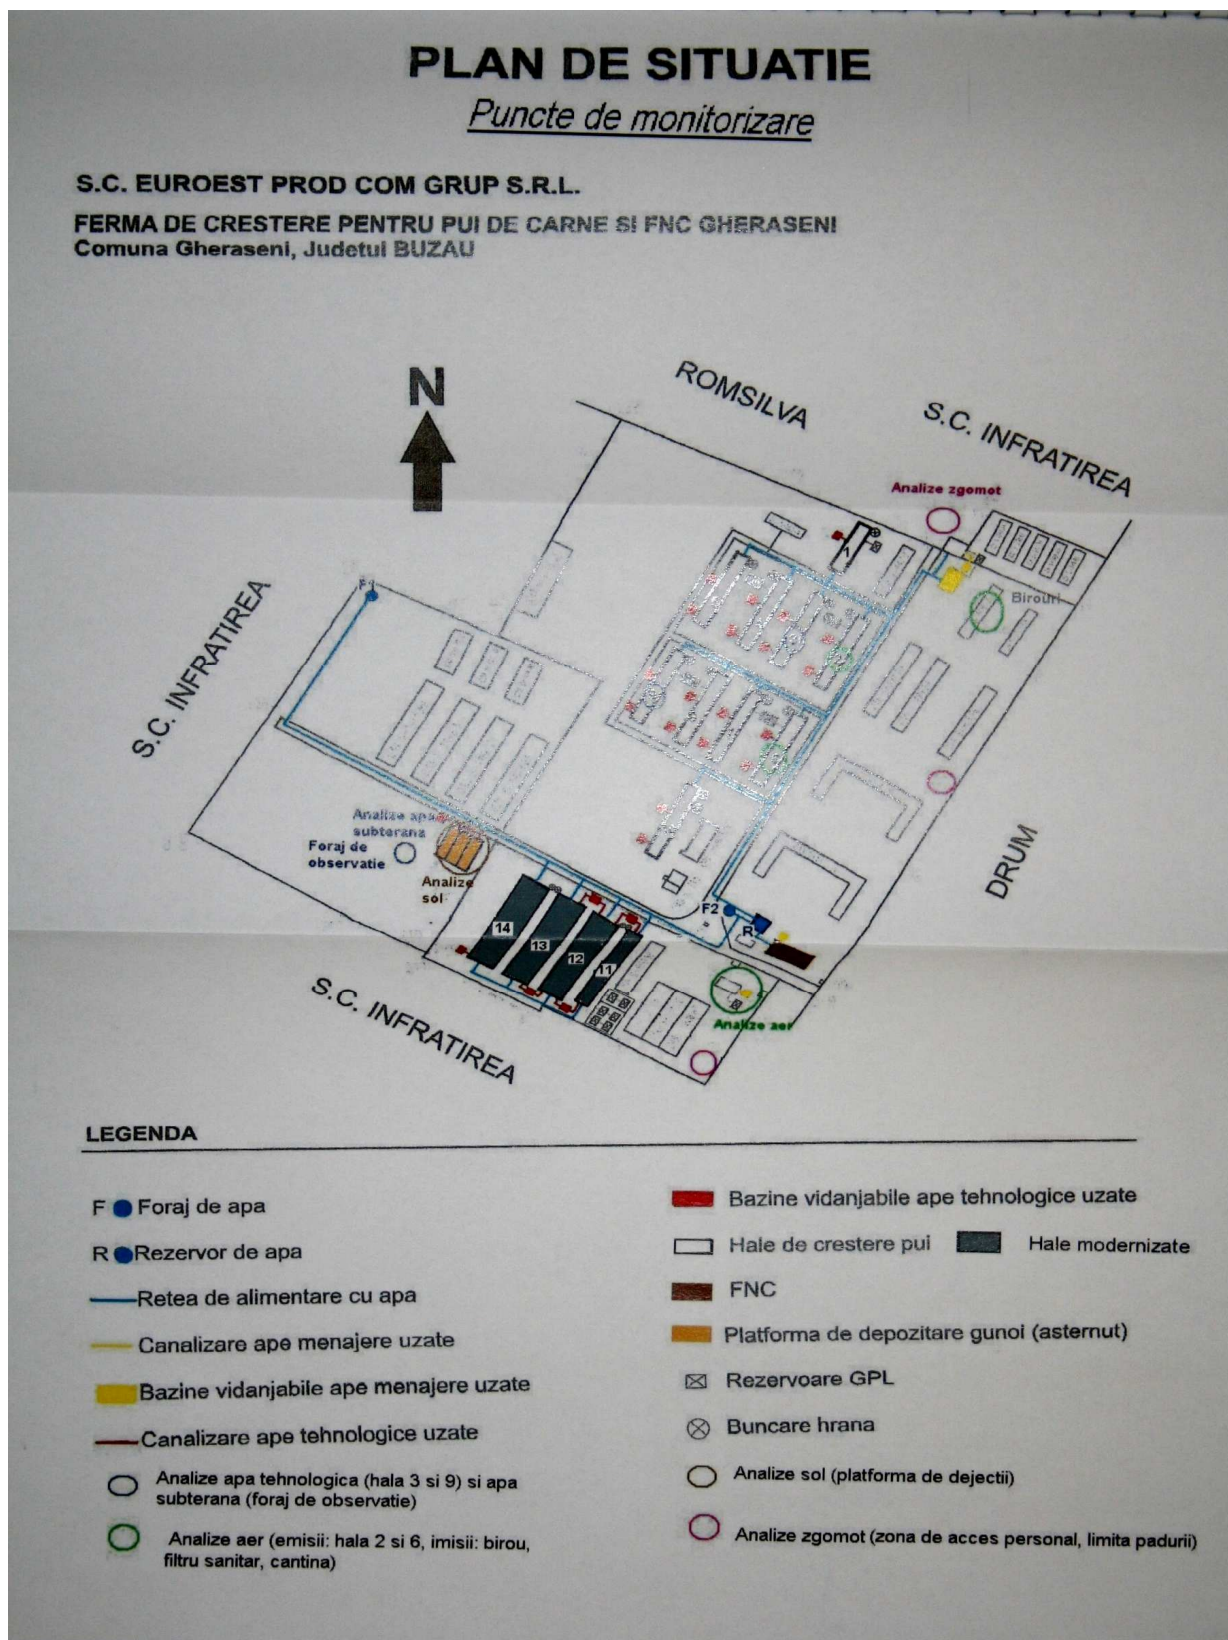 PLAN DE SITUATIE
Puncte de monitorizare
S.C. EUROEST PROD COM GRUP S.R.L.
FERMA DE CRESTERE PENTRU PUI DE CARNE SI FNC GHERASENI
Comuna Gheraseni, Judetul BUZAU
N
ROMSILVA
S.C. INFRATIREA
Analize zgomot
Birouri
S.C. INFRATIREA
Analize apa
subterana
Foraj de
observatie
Analize
sol
DRUM
F2
R
14
13
12
11
Analize aer
S.C. INFRATIREA
LEGENDA
F Foraj de apa
R Rezervor de apa
Retea de alimentare cu apa
Canalizare ape menajere uzate
Bazine vidanjabile ape menajere uzate
Canalizare ape tehnologice uzate
Analize apa tehnologica (hala 3 si 9) si apa
subterana (foraj de observatie)
Analize aer (emisii: hala 2 si 6, imisii: birou,
filtru sanitar, cantina)
Bazine vidanjabile ape tehnologice uzate
Hale de crestere pui
Hale modernizate
FNC
Platforma de depozitare gunoi (asternut)
Rezervoare GPL
Buncare hrana
Analize sol (platforma de dejectii)
Analize zgomot (zona de acces personal, limita padurii)